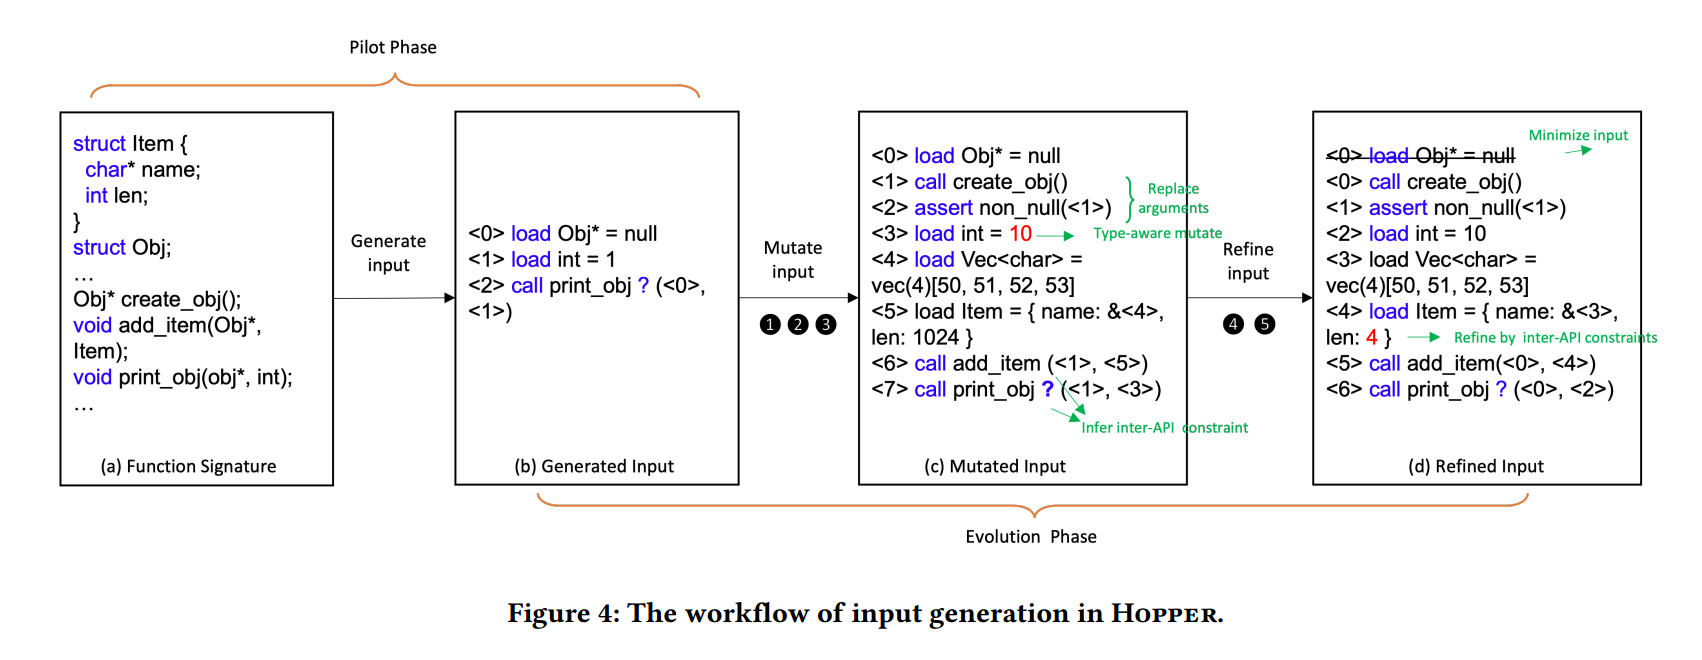 Pilot Phase
struct Item {
char* name;
int len;
}
struct Obj;
...
Obj* create_obj();
void add_item(Obj*,
Item);
void print_obj(obj*, int);
...
(a) Function Signature
Generate
input
<0> load Obj* = null
<1> load int = 1
<2> call print_obj ? (<0>,
<1>)
(b) Generated Input
Mutate
input
1 2 3
<0> load Obj* = null
<1> call create_obj()
<2> assert non_null(<1>)
Replace
arguments
<3> load int = 10
Type-aware mutate
<4> load Vec<char> =
vec(4)[50, 51, 52, 53]
<5> load Item = { name: &<4>,
len: 1024 }
<6> call add_item (<1>, <5>)
<7> call print_obj ? (<1>, <3>)
Infer inter-API constraint
(c) Mutated Input
Refine
input
4 5
Minimize input
<0> load Obj* = null
<0> call create_obj()
<1> assert non_null(<1>)
<2> load int = 10
<3> load Vec<char> =
vec(4)[50, 51, 52, 53]
<4> load Item = { name: &<3>,
len: 4 }
Refine by inter-API constraints
<5> call add_item(<0>, <4>)
<6> call print_obj ? (<0>, <2>)
(d) Refined Input
Evolution Phase
Figure 4: The workflow of input generation in HOPPER.